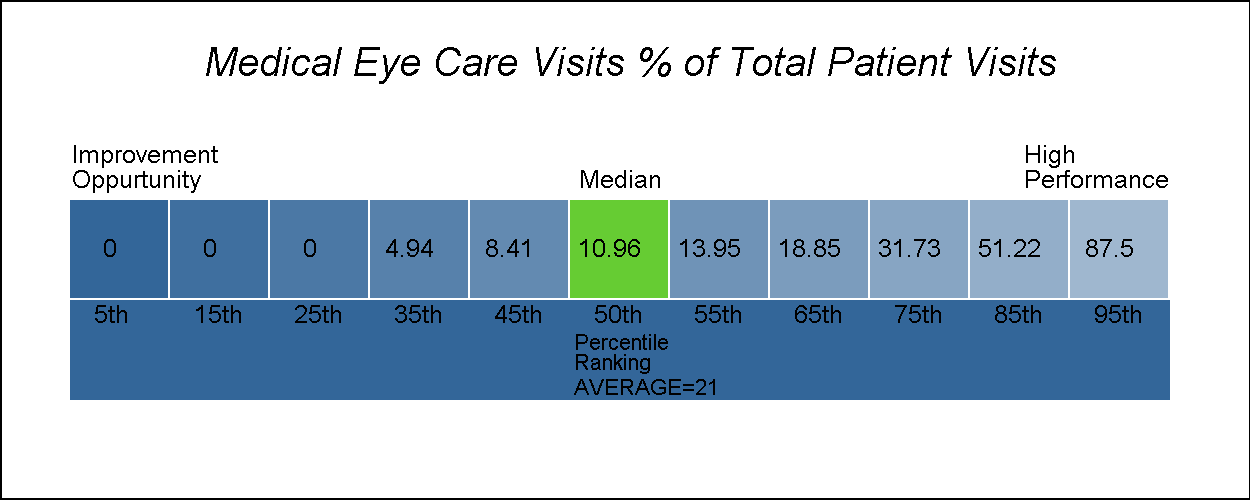 Medical Eye Care Visits % of Total Patient Visits
Improvement
Oppurtunity
Median
High
Performance
0 0 0 4.94 8.41 10.96 13.95 18.85 31.73 51.22 87.5
5th 15th 25th 35th 45th 50th 55th 65th 75th 85th 95th
Percentile
Ranking
AVERAGE=21